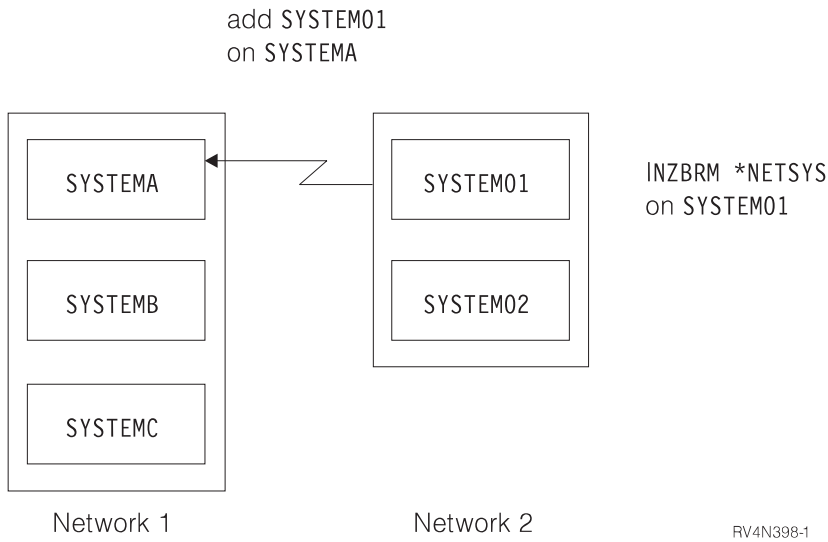 add SYSTEM01
on SYSTEMA
SYSTEMA
SYSTEMB
SYSTEMC
Network 1
SYSTEM01
SYSTEM02
Network 2
INZBRM *NETSYS
on SYSTEM01
RV4N398-1